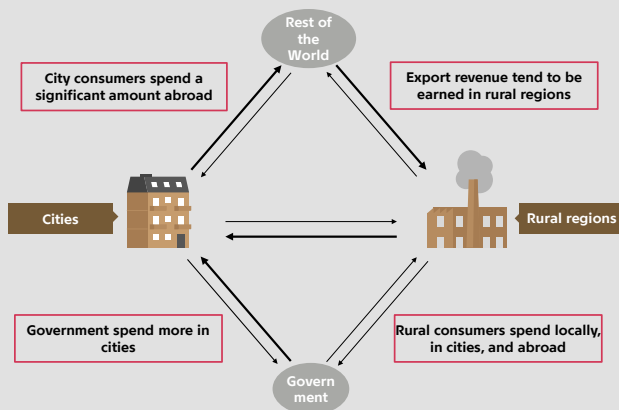 Rest of
the
World
City consumers spend a
significant amount abroad
Export revenue tend to be
earned in rural regions
Cities
Rural regions
Government spend more in
cities
Rural consumers spend locally,
in cities, and abroad
Govern
ment